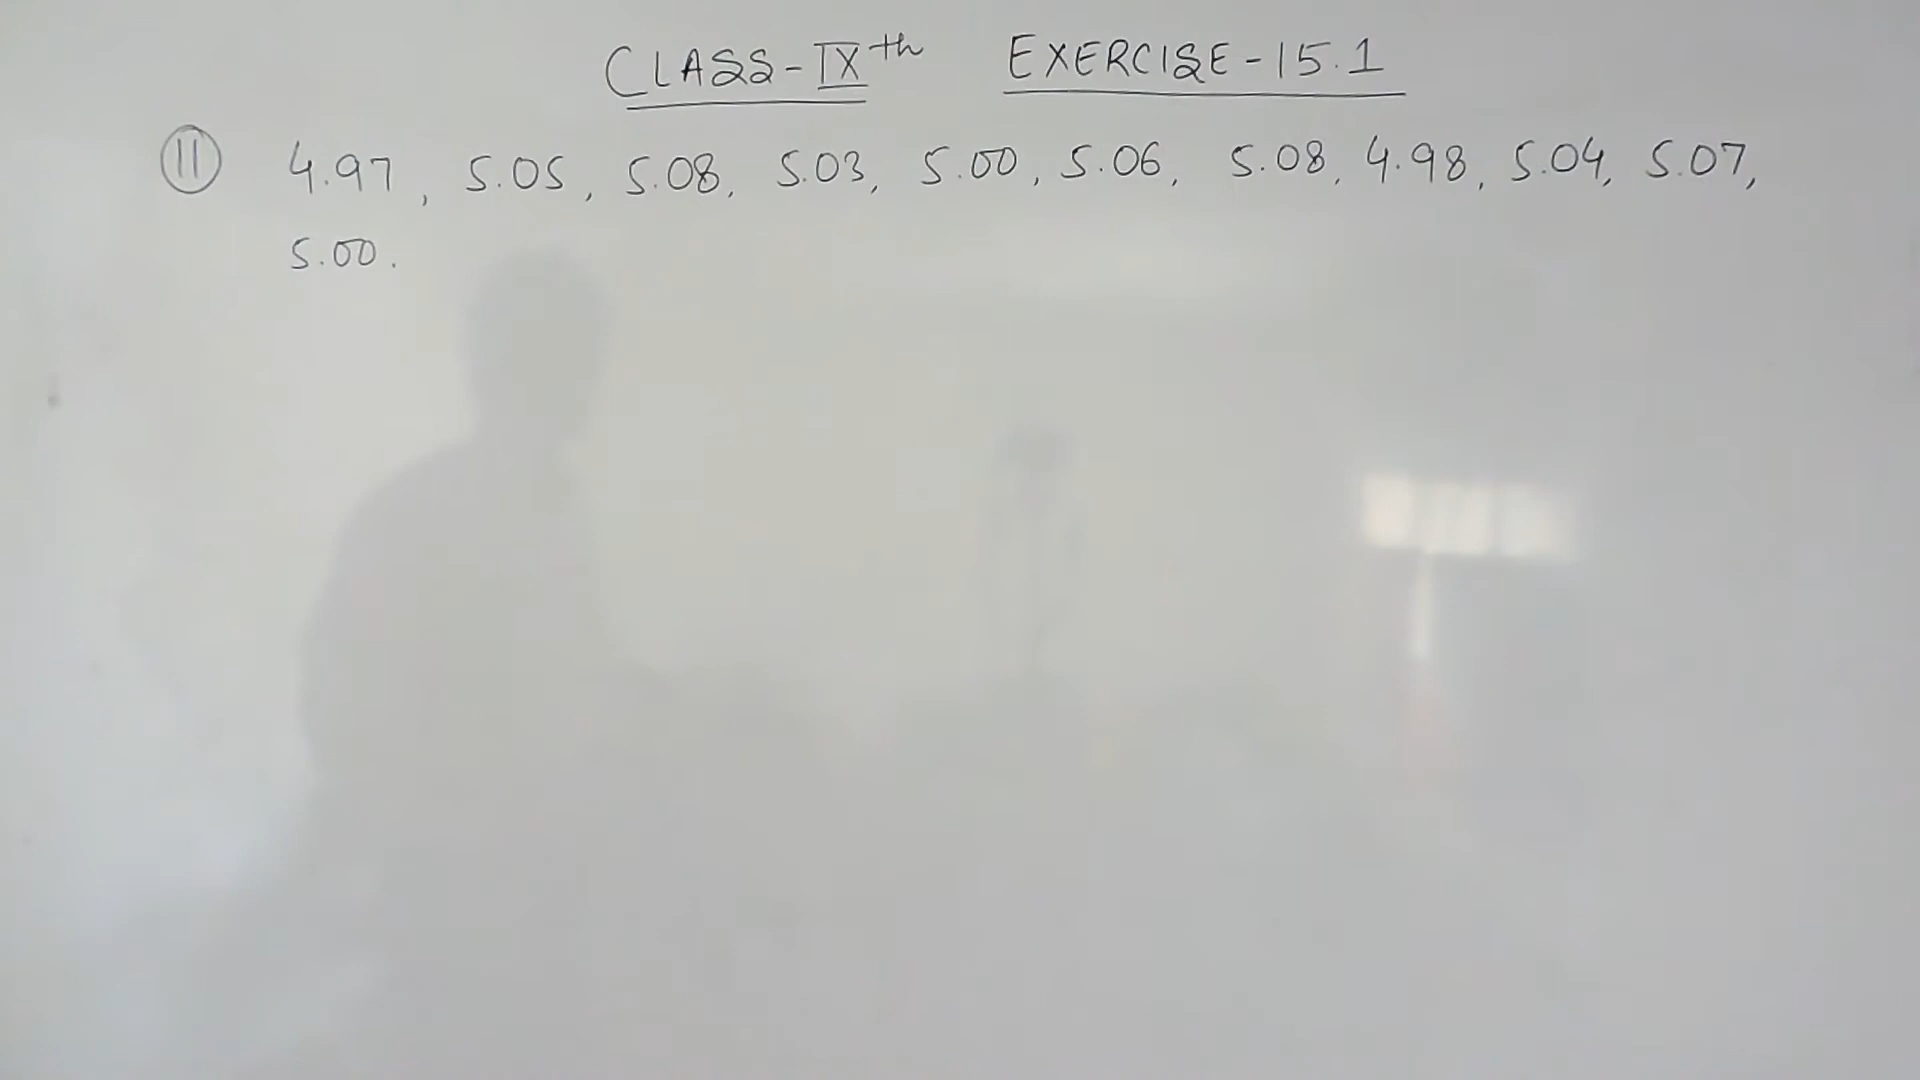 CLASS-IXth EXERCISE-15.1
11 4.97, 5.05, 5.08, 5.03, 5.00, 5.06, 5.08, 4.98, 5.04, 5.07,
5.00.